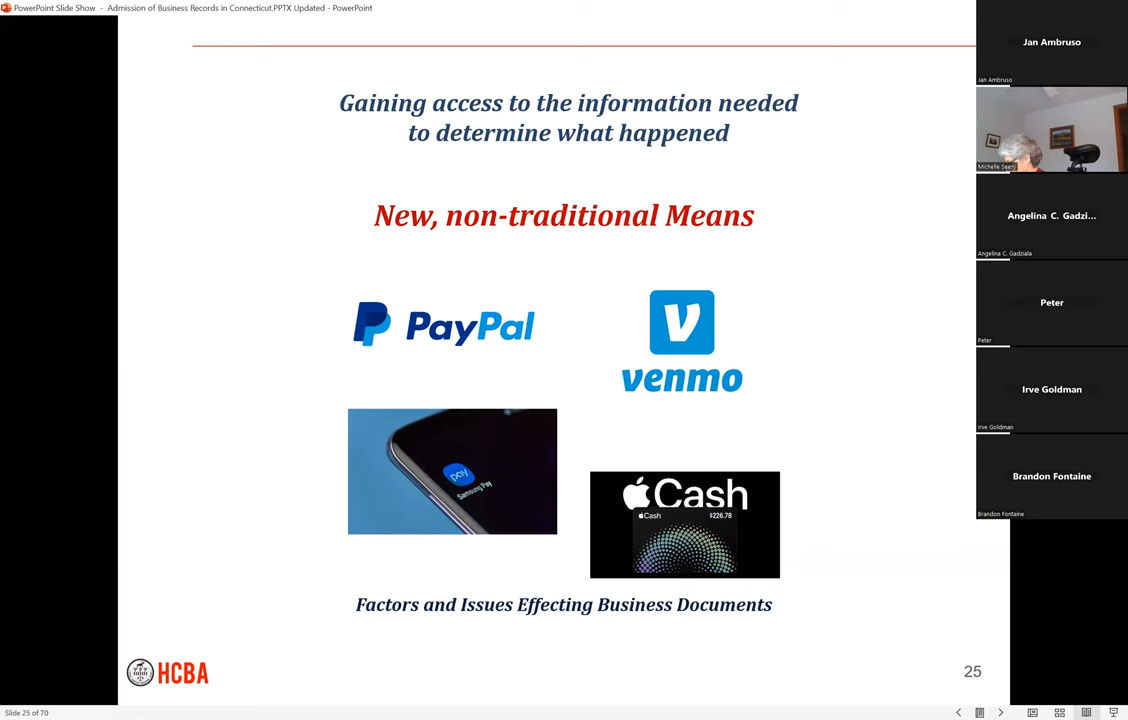 PowerPoint Slide Show - Admission of Business Records in Connecticut.PPTX Updated - PowerPoint
Gaining access to the information needed
to determine what happened
New, non-traditional Means
PayPal
venmo
pay
Samsung Pay
Cash
Cash $226.78
Factors and Issues Effecting Business Documents
HCBA
25
Jan Ambruso
Jan Ambruso
Michelle Seery
Angelina C. Gadzi...
Angelina C. Gadziala
Peter
Peter
Irve Goldman
Irve Goldman
Brandon Fontaine
Brandon Fontaine
Slide 25 of 70